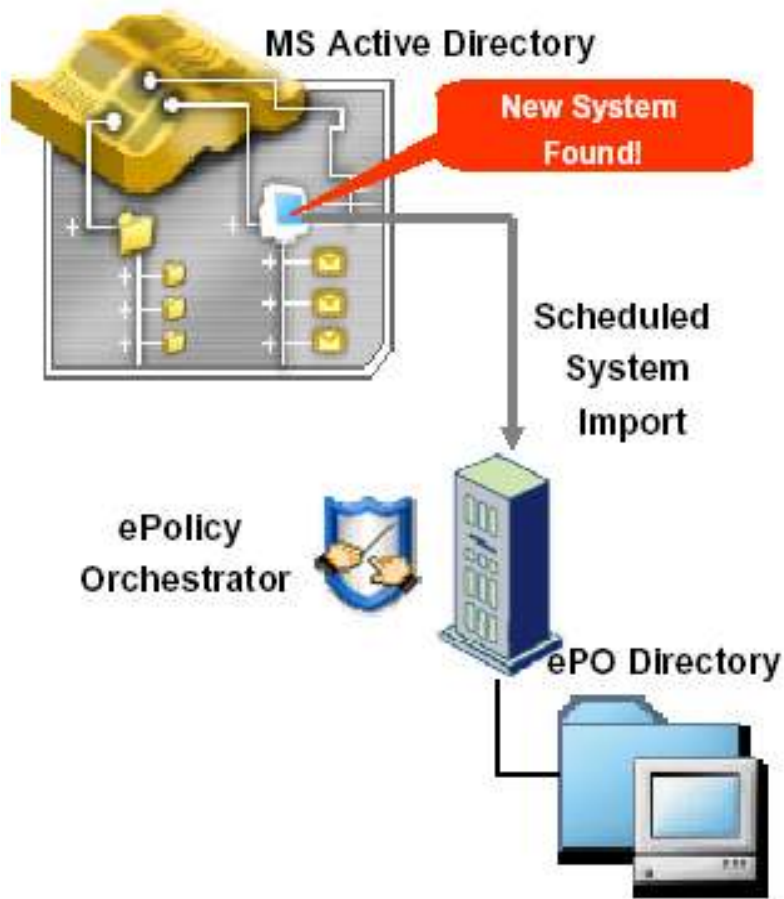 MS Active Directory
New System
Found!
Scheduled
System
Import
ePolicy
Orchestrator
ePO Directory